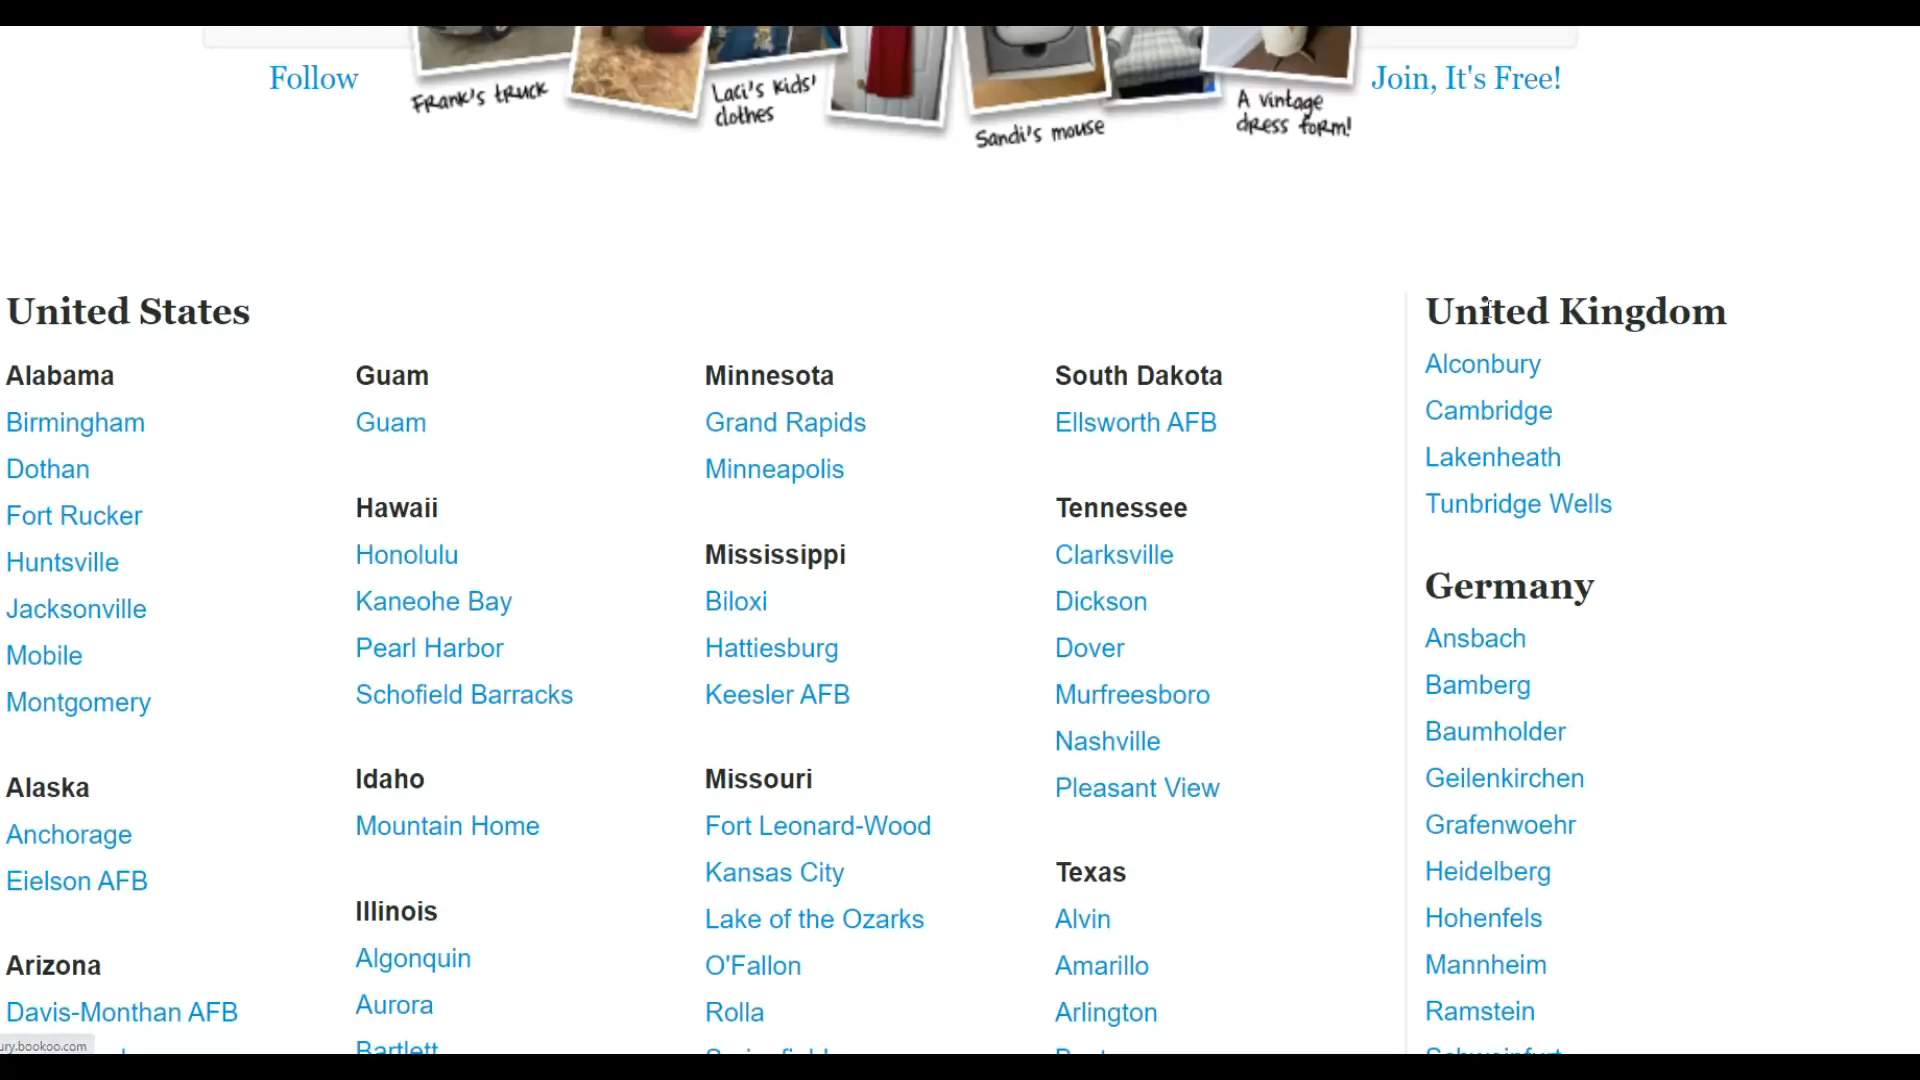 Follow
Frank's truck
Laci's kids'
clothes
Sandi's mouse
A vintage
dress form!
Join, It's Free!
United States
Alabama
Birmingham
Dothan
Fort Rucker
Huntsville
Jacksonville
Mobile
Montgomery
Alaska
Anchorage
Eielson AFB
Arizona
Davis-Monthan AFB
Guam
Guam
Hawaii
Honolulu
Kaneohe Bay
Pearl Harbor
Schofield Barracks
Idaho
Mountain Home
Illinois
Algonquin
Aurora
Bartlett
Minnesota
Grand Rapids
Minneapolis
Mississippi
Biloxi
Hattiesburg
Keesler AFB
Missouri
Fort Leonard-Wood
Kansas City
Lake of the Ozarks
O'Fallon
Rolla
South Dakota
Ellsworth AFB
Tennessee
Clarksville
Dickson
Dover
Murfreesboro
Nashville
Pleasant View
Texas
Alvin
Amarillo
Arlington
United Kingdom
Alconbury
Cambridge
Lakenheath
Tunbridge Wells
Germany
Ansbach
Bamberg
Baumholder
Geilenkirchen
Grafenwoehr
Heidelberg
Hohenfels
Mannheim
Ramstein
ury.bookoo.com